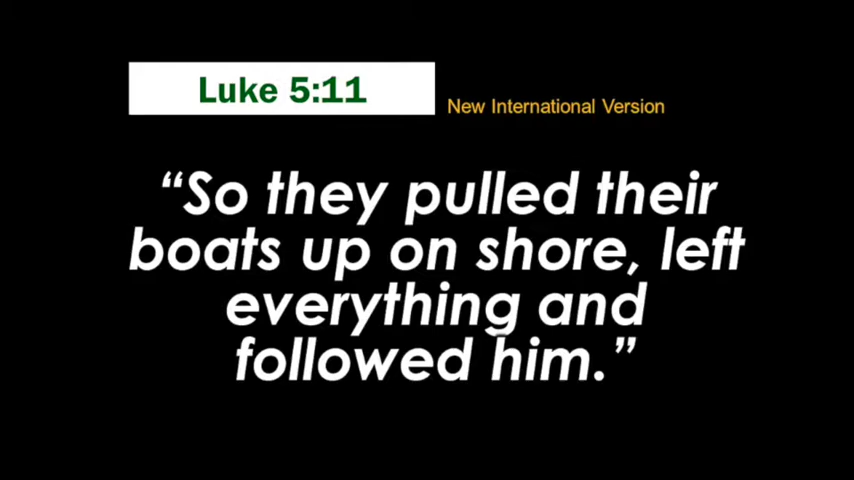 Luke 5:11
New International Version
“So they pulled their
boats up on shore, left
everything and
followed him.”